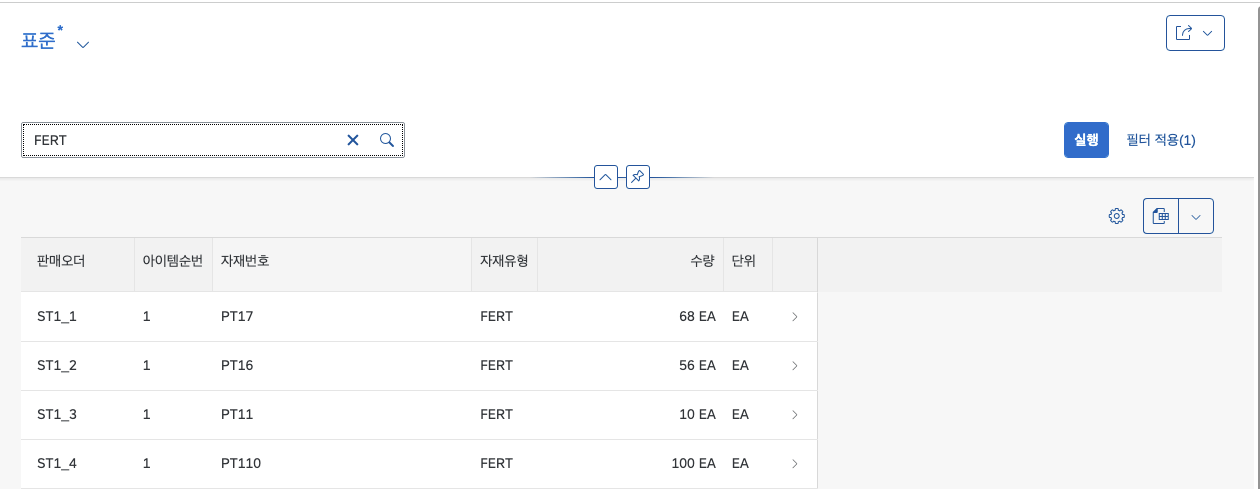 표준*
FERT
실행 필터 적용(1)
판매오더 아이템순번 자재번호 자재유형 수량 단위
ST1_1 1 PT17 FERT 68 EA EA
ST1_2 1 PT16 FERT 56 EA EA
ST1_3 1 PT11 FERT 10 EA EA
ST1_4 1 PT110 FERT 100 EA EA